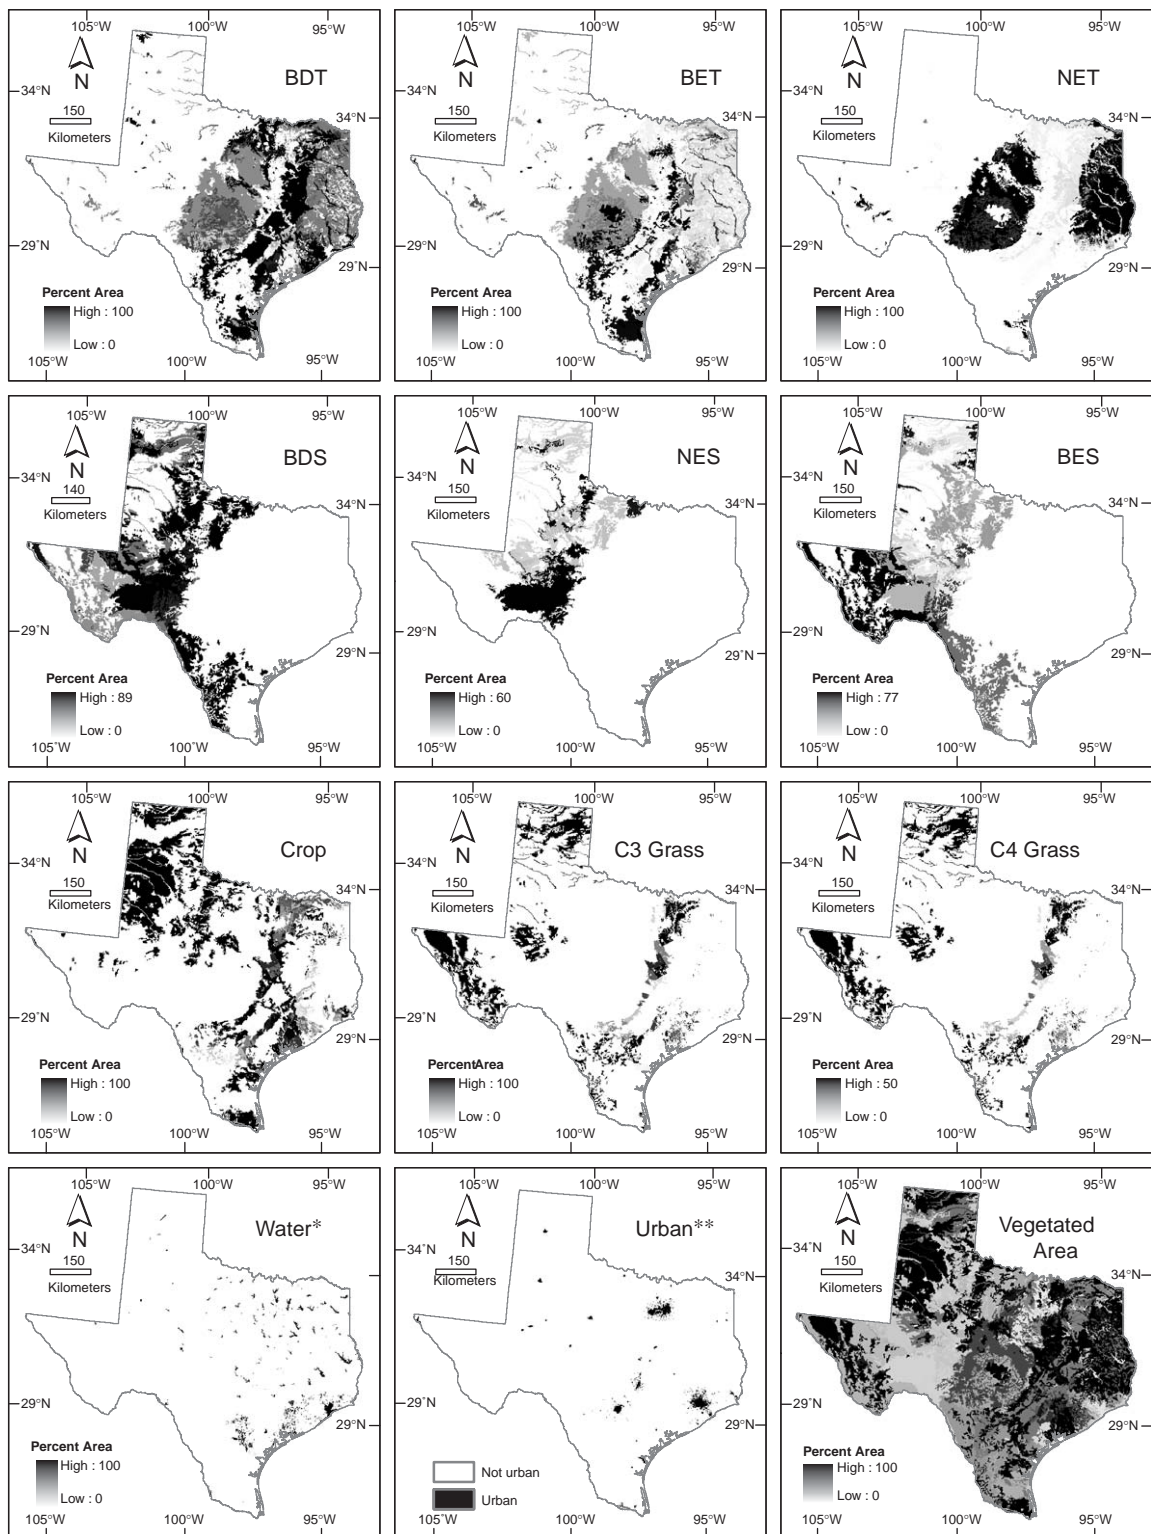 105°W
100°W
95°W
N
BDT
34°N
150
34°N
Kilometers
29°N
29°N
Percent Area
High : 100
Low : 0
105°W
100°W
95°W
105°W
100°W
95°W
N
BET
34°N
150
34°N
Kilometers
29°N
29°N
Percent Area
High : 100
Low : 0
105°W
100°W
95°W
105°W
100°W
95°W
N
NET
34°N
150
34°N
Kilometers
29°N
29°N
Percent Area
High : 100
Low : 0
105°W
100°W
95°W
105°W
100°W
95°W
N
BDS
34°N
140
34°N
Kilometers
29°N
29°N
Percent Area
High : 89
Low : 0
105°W
100°W
95°W
105°W
100°W
95°W
N
NES
34°N
150
34°N
Kilometers
29°N
29°N
Percent Area
High : 60
Low : 0
105°W
100°W
95°W
105°W
100°W
95°W
N
BES
34°N
150
34°N
Kilometers
29°N
29°N
Percent Area
High : 77
Low : 0
105°W
100°W
95°W
105°W
100°W
95°W
N
Crop
34°N
150
34°N
Kilometers
29°N
29°N
Percent Area
High : 100
Low : 0
105°W
100°W
95°W
105°W
100°W
95°W
N
C3 Grass
34°N
150
34°N
Kilometers
29°N
29°N
PercentArea
High : 100
Low : 0
105°W
100°W
95°W
105°W
100°W
95°W
N
C4 Grass
34°N
150
34°N
Kilometers
29°N
29°N
Percent Area
High : 50
Low : 0
105°W
100°W
95°W
105°W
100°W
95°W
N
Water*
34°N
150
Kilometers
29°N
29°N
Percent Area
High : 100
Low : 0
105°W
100°W
95°W
105°W
100°W
95°W
N
Urban**
34°N
150
34°N
Kilometers
29°N
29°N
Not urban
Urban
105°W
100°W
95°W
105°W
100°W
95°W
N
Vegetated
Area
34°N
150
34°N
Kilometers
29°N
29°N
Percent Area
High : 100
Low : 0
105°W
100°W
95°W